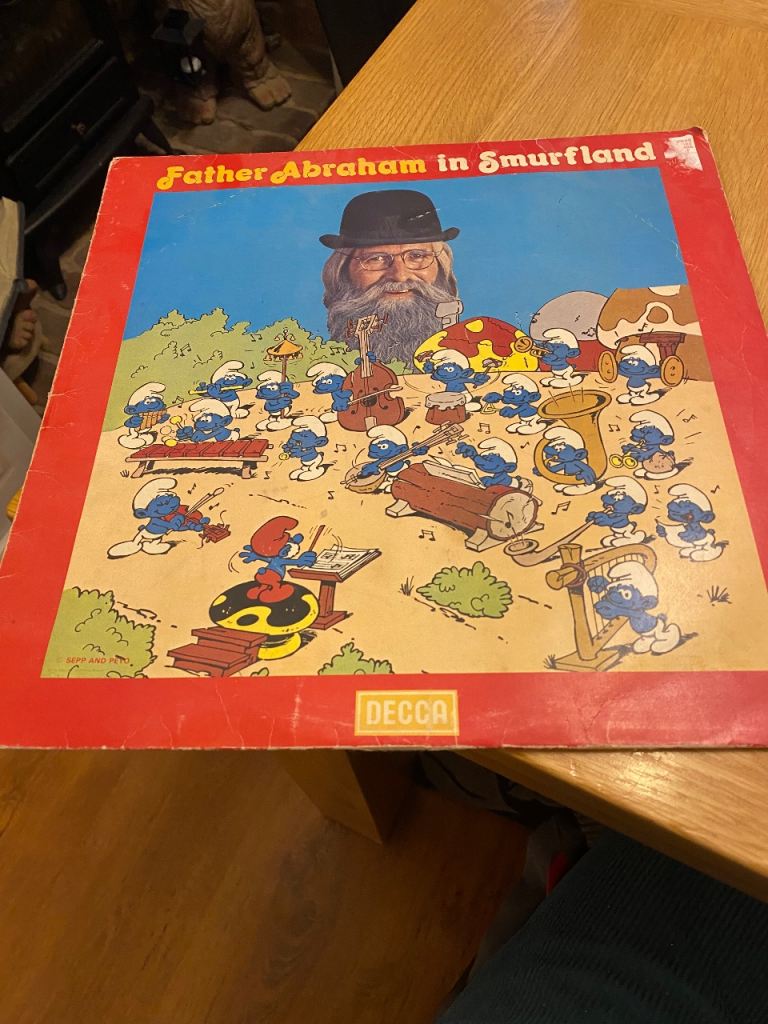 Father Abraham in Smurfland
SEPP AND PEYO
DECCA